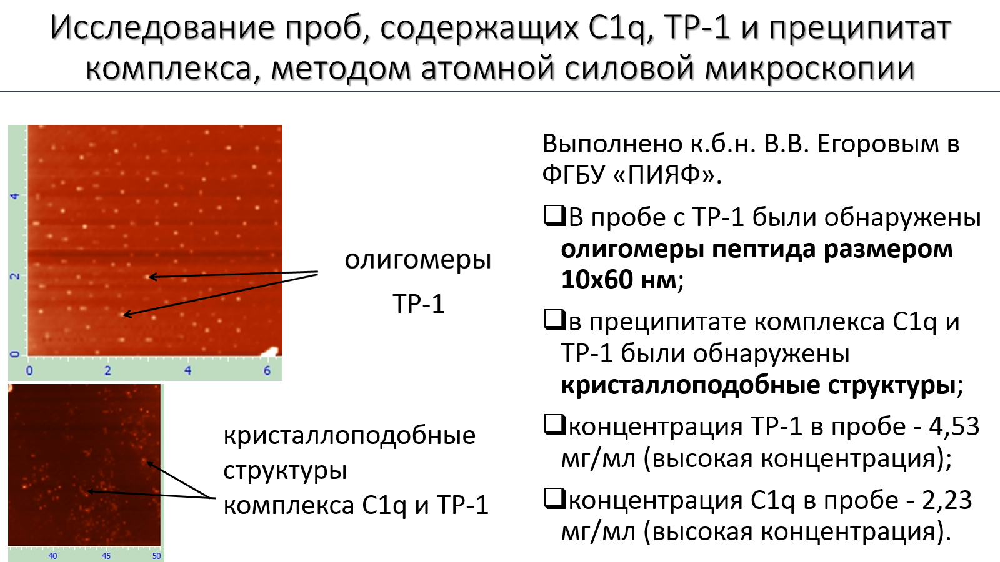 Исследование проб, содержащих C1q, TP-1 и преципитат
комплекса, методом атомной силовой микроскопии
4
2
0
0 2 4 6
олигомеры
TP-1
40 45 50
кристаллоподобные
структуры
комплекса C1q и TP-1
Выполнено к.б.н. В.В. Егоровым в
ФГБУ «ПИЯФ».
В пробе с TP-1 были обнаружены
олигомеры пептида размером
10x60 нм;
в преципитате комплекса C1q и
TP-1 были обнаружены
кристаллоподобные структуры;
концентрация TP-1 в пробе - 4,53
мг/мл (высокая концентрация);
концентрация C1q в пробе - 2,23
мг/мл (высокая концентрация).